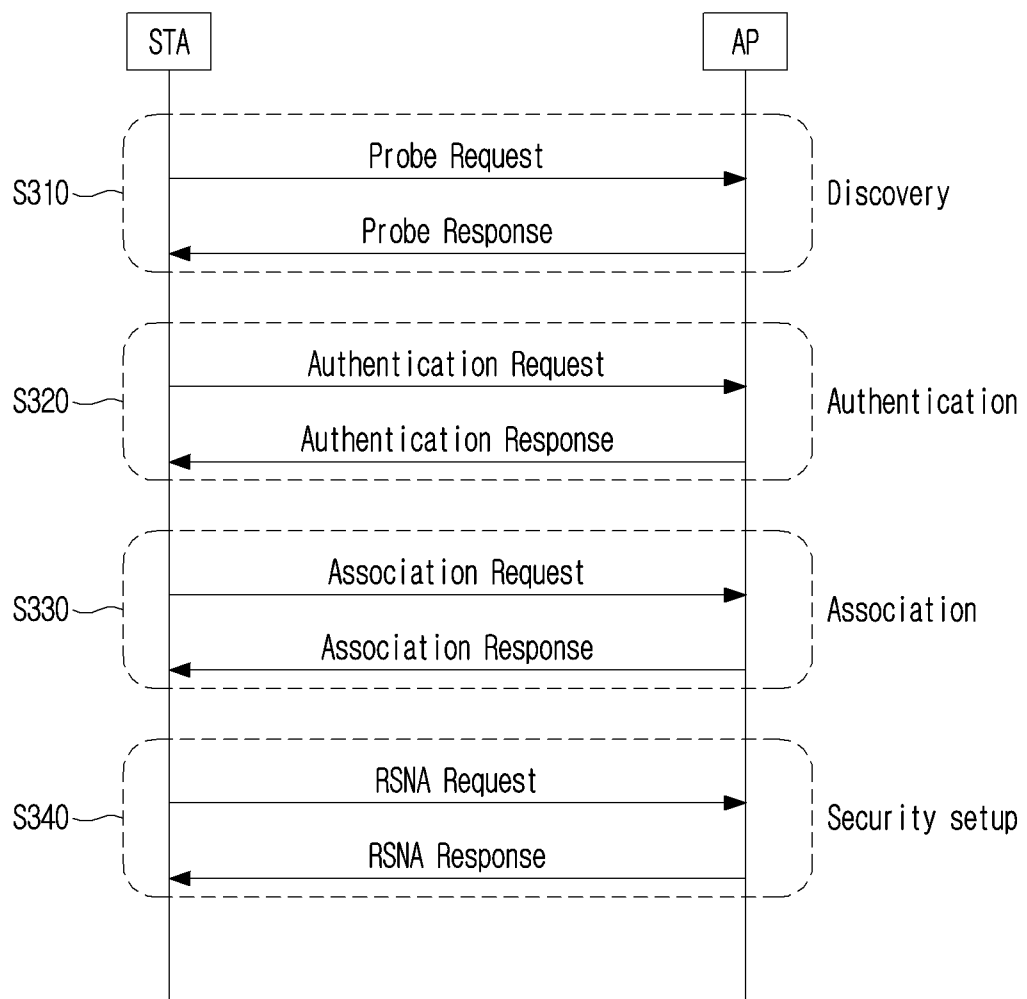 STA
AP
Probe Request
S310
Discovery
Probe Response
Authentication Request
S320
Authentication
Authentication Response
Association Request
S330
Association
Association Response
RSNA Request
S340
Security setup
RSNA Response